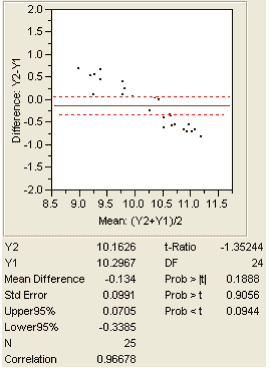 2.0
1.5
1.0
0.5
0.0
-0.5
-1.0
-1.5
-2.0
Difference: Y2-Y1
8.5 9.0 9.5 10.0 10.5 11.0 11.5
Mean: (Y2+Y1)/2
Y2 10.1626 t-Ratio -1.35244
Y1 10.2967 DF 24
Mean Difference -0.134 Prob > |t| 0.1888
Std Error 0.0991 Prob > t 0.9056
Upper95% 0.0705 Prob < t 0.0944
Lower95% -0.3385
N 25
Correlation 0.96678